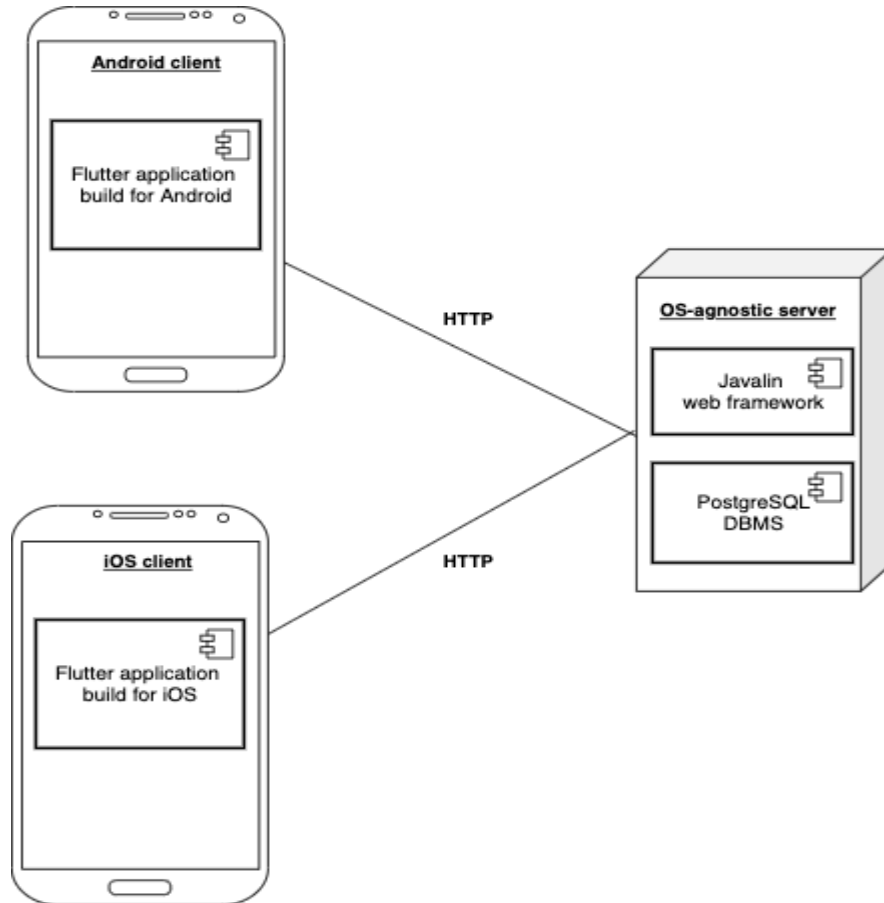 Android client
Flutter application
build for Android
HTTP
OS-agnostic server
Javalin
web framework
PostgreSQL
DBMS
iOS client
Flutter application
build for iOS
HTTP